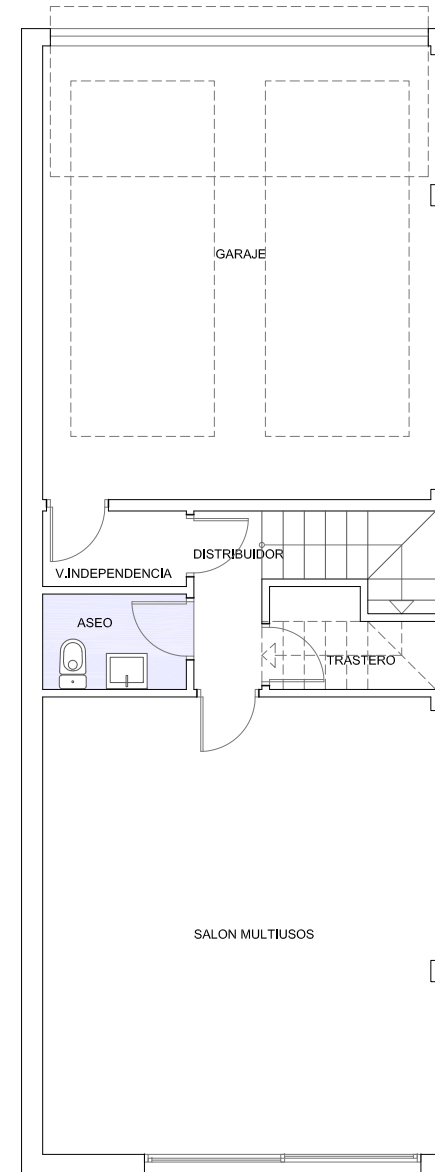 GARAJE
DISTRIBUIDOR
V.INDEPENDENCIA
ASEO
TRASTERO
SALON MULTIUSOS